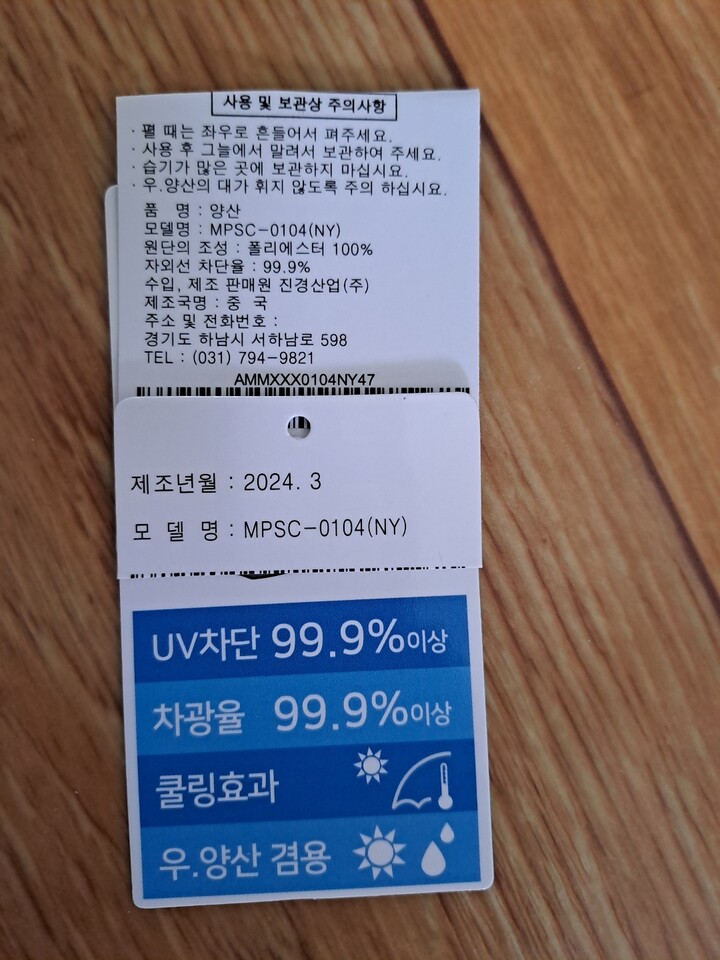 사용 및 보관상 주의사항
· 펼 때는 좌우로 흔들어서 펴주세요.
· 사용 후 그늘에서 말려서 보관하여 주세요.
· 습기가 많은 곳에 보관하지 마십시요.
· 우.양산의 대가 휘지 않도록 주의 하십시요.
품 명 : 양산
모델명 : MPSC-0104(NY)
원단의 조성 : 폴리에스터 100%
자외선 차단율 : 99.9%
수입, 제조 판매원 진경산업(주)
제조국명 : 중 국
주소 및 전화번호 :
경기도 하남시 서하남로 598
TEL : (031) 794-9821
AMMXXX0104NY47
제조년월 : 2024. 3
모 델 명 : MPSC-0104(NY)
UV차단 99.9%이상
차광율 99.9%이상
쿨링효과
우.양산 겸용